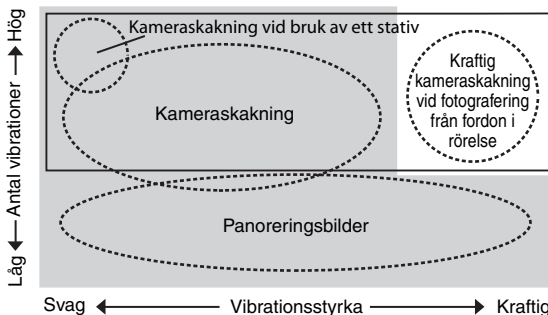 Hög
Antal vibrationer
Låg
Kameraskakning vid bruk av ett stativ
Kameraskakning
Kraftig
kameraskakning
vid fotografering
från fordon i
rörelse
Panoreringsbilder
Svag
Vibrationsstyrka
Kraftig